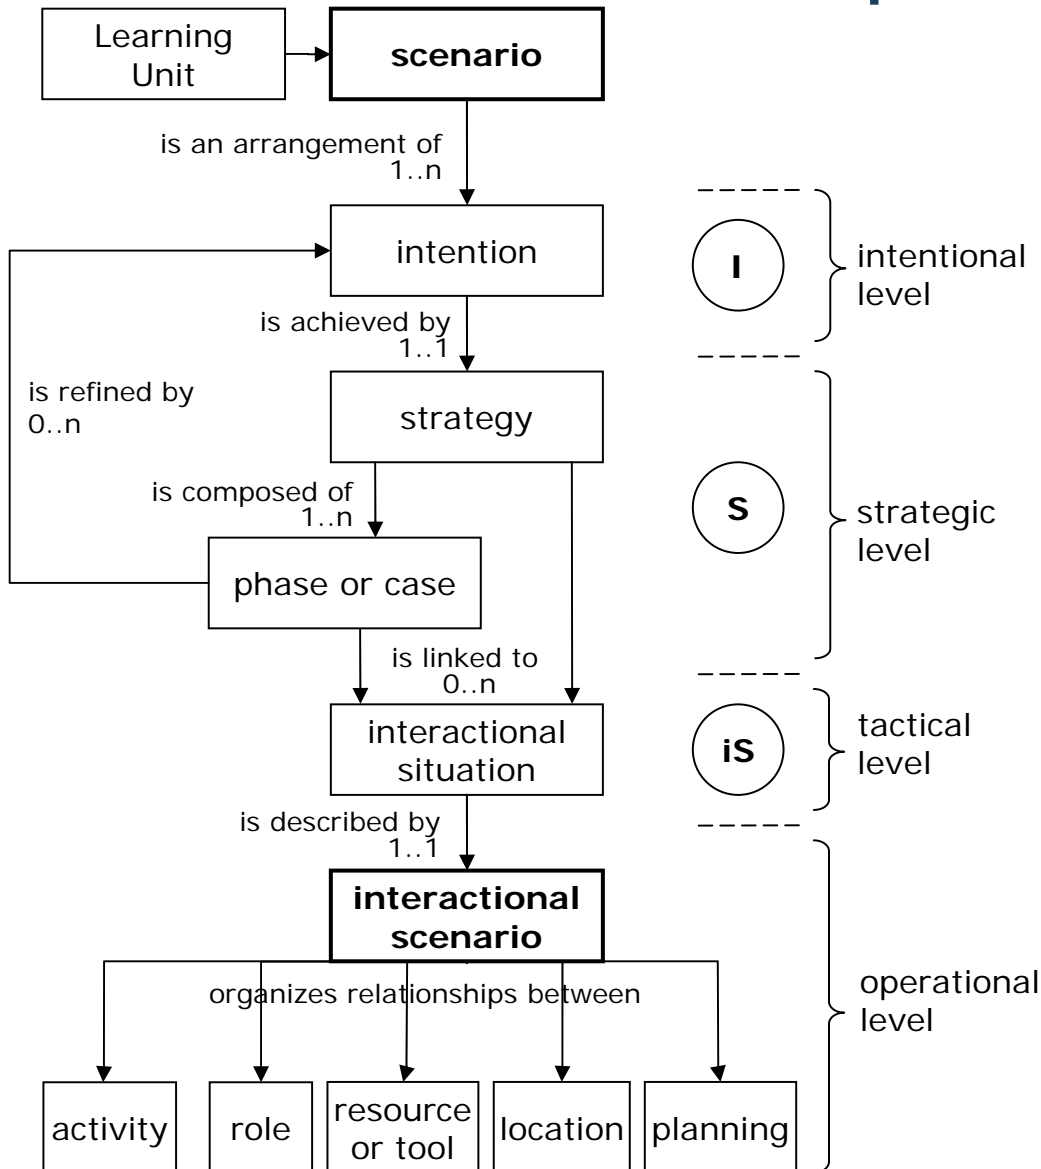 Learning
Unit
scenario
is an arrangement of
1..n
intention
I
intentional
level
is achieved by
1..1
is refined by
0..n
strategy
is composed of
1..n
S
strategic
level
phase or case
is linked to
0..n
interactional
situation
iS
tactical
level
is described by
1..1
interactional
scenario
organizes relationships between
operational
level
activity
role
resource
or tool
location
planning